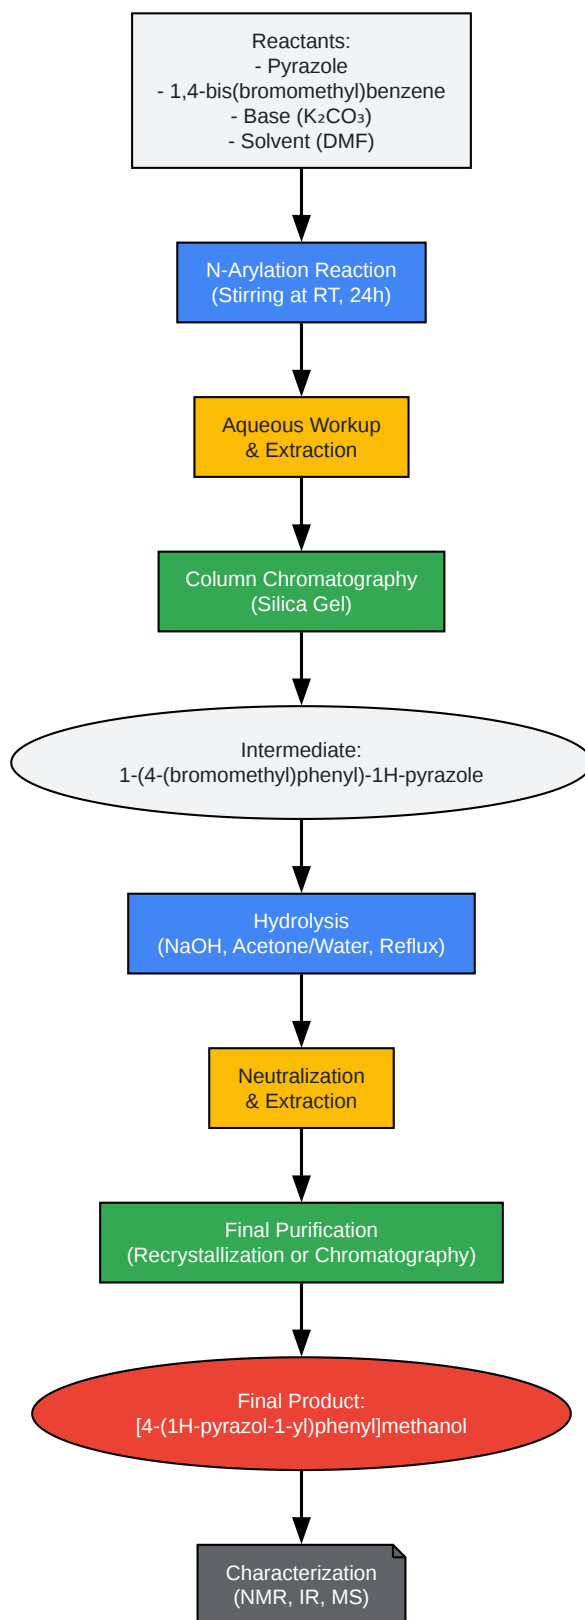 Reactants:
- Pyrazole
- 1,4-bis(bromomethyl)benzene
- Base (K₂CO₃)
- Solvent (DMF)
N-Arylation Reaction
(Stirring at RT, 24h)
Aqueous Workup
& Extraction
Column Chromatography
(Silica Gel)
Intermediate:
1-(4-(bromomethyl)phenyl)-1H-pyrazole
Hydrolysis
(NaOH, Acetone/Water, Reflux)
Neutralization
& Extraction
Final Purification
(Recrystallization or Chromatography)
Final Product:
[4-(1H-pyrazol-1-yl)phenyl]methanol
Characterization
(NMR, IR, MS)